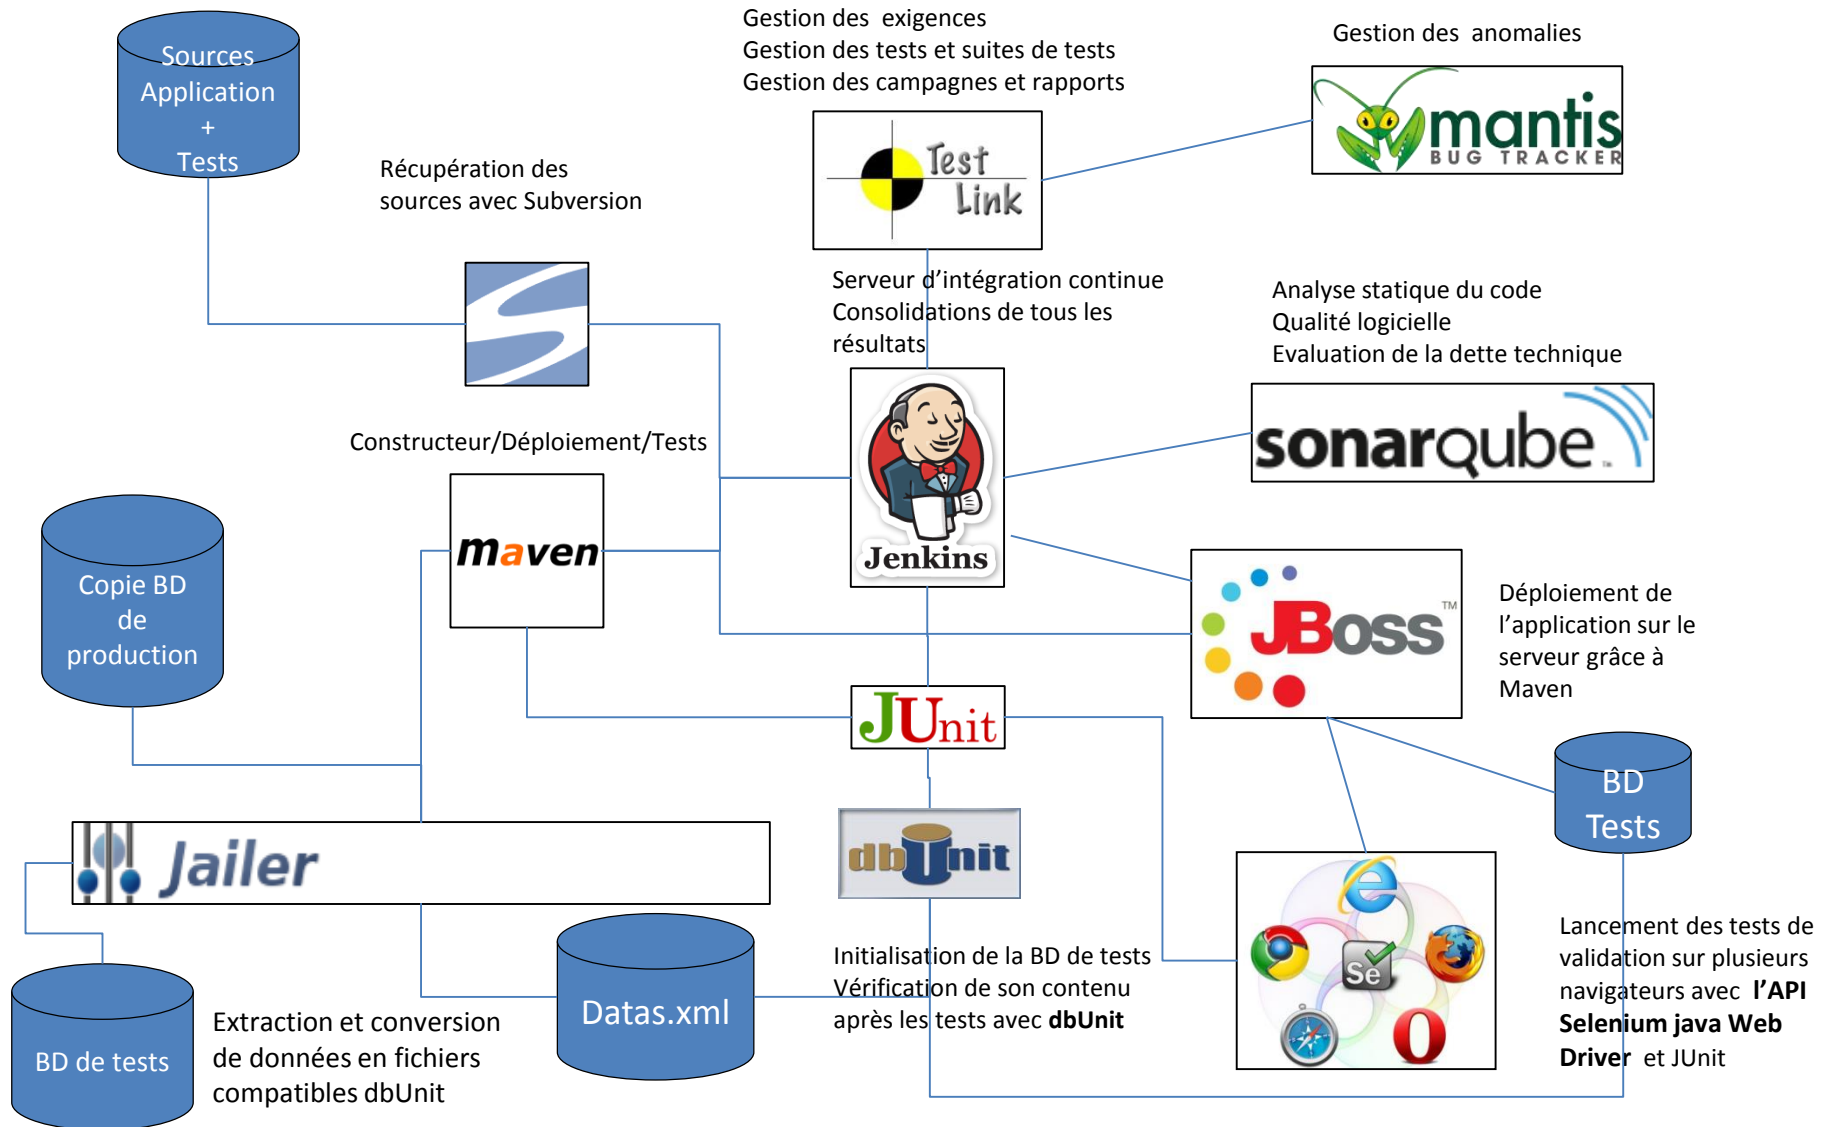 Sources
Application
+
Tests
Gestion des  exigences
Gestion des tests et suites de tests
Gestion des campagnes et rapports
Gestion des  anomalies
Test
Link
mantis
BUG TRACKER
Récupération des
sources avec Subversion
Serveur d’intégration continue
Consolidations de tous les
résultats
Analyse statique du code
Qualité logicielle
Evaluation de la dette technique
sonarqube
Constructeur/Déploiement/Tests
maven
Jenkins
Copie BD
de
production
JBoss™
Déploiement de
l’application sur le
serveur grâce à
Maven
JUnit
BD
Tests
Jailer
dbUnit
Se
Datas.xml
Initialisation de la BD de tests
Vérification de son contenu
après les tests avec dbUnit
Lancement des tests de
validation sur plusieurs
navigateurs avec  l’API
Selenium java Web
Driver  et JUnit
BD de tests
Extraction et conversion
de données en fichiers
compatibles dbUnit